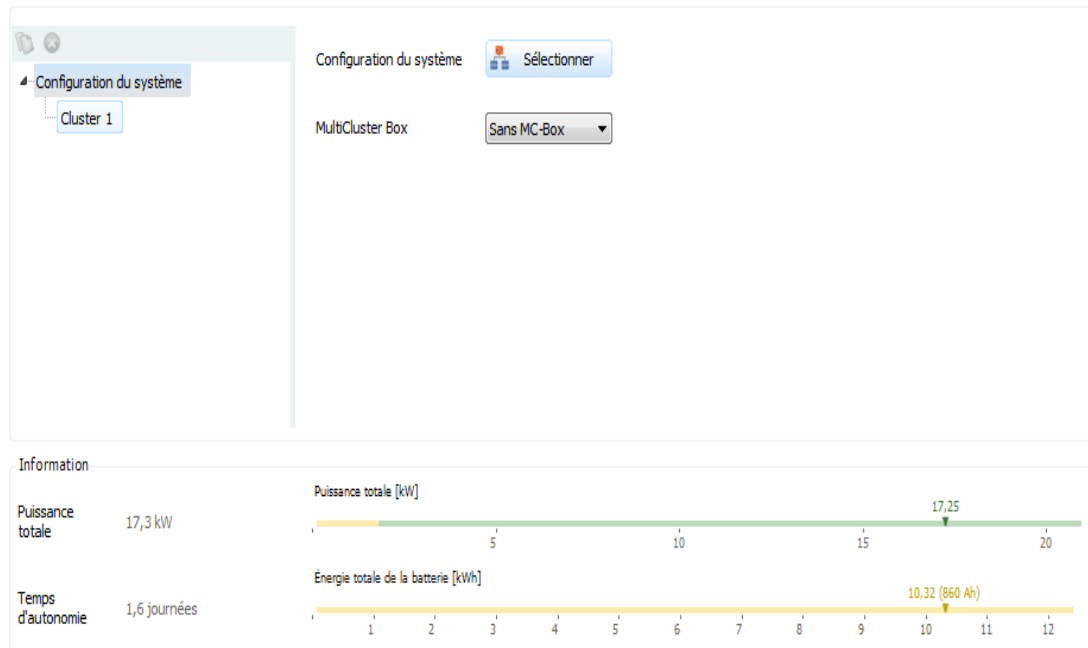 Configuration du système
Cluster 1
Configuration du système
Sélectionner
MultiCluster Box
Sans MC-Box
Information
Puissance
totale
17,3 kW
Puissance totale [kW]
17,25
5 10 15 20
Temps
d'autonomie
1,6 journées
Énergie totale de la batterie [kWh]
10,32 (860 Ah)
1 2 3 4 5 6 7 8 9 10 11 12